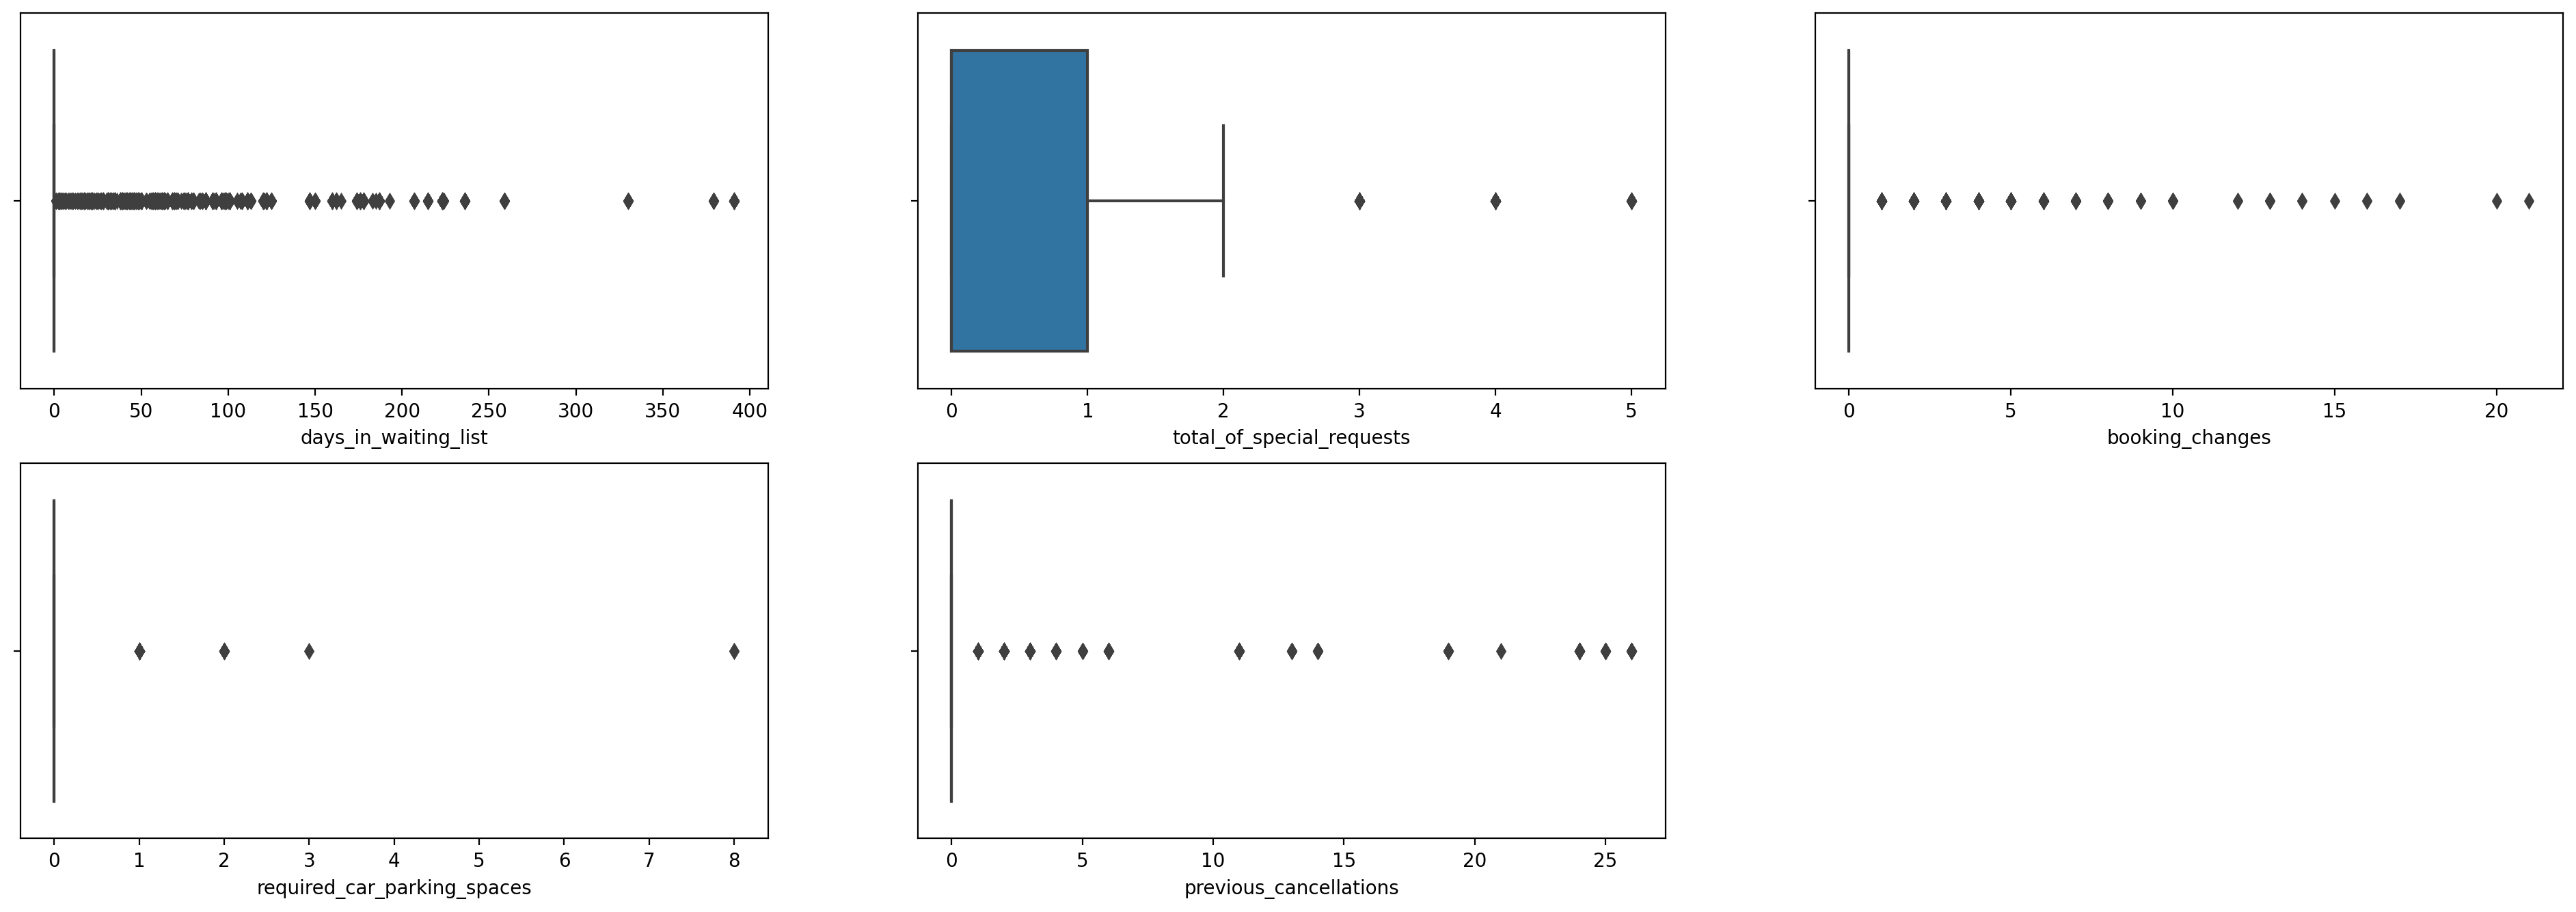 0 50 100 150 200 250 300 350 400
days_in_waiting_list
0 1 2 3 4 5
total_of_special_requests
0 5 10 15 20
booking_changes
0 1 2 3 4 5 6 7 8
required_car_parking_spaces
0 5 10 15 20 25
previous_cancellations